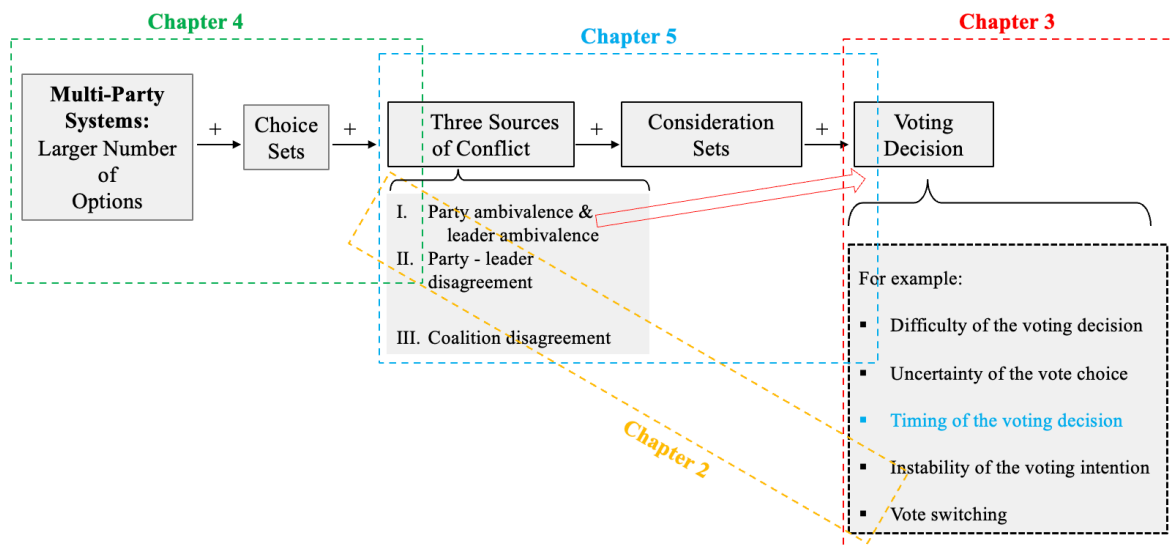 Chapter 4
Chapter 5
Chapter 3
Multi-Party
Systems:
Larger Number
of
Options
+
Choice
Sets
+
Three Sources
of Conflict
+
Consideration
Sets
+
Voting
Decision
I. Party ambivalence &
leader ambivalence
II. Party - leader
disagreement
III. Coalition disagreement
Chapter 2
For example:
▪ Difficulty of the voting decision
▪ Uncertainty of the vote choice
▪ Timing of the voting decision
▪ Instability of the voting intention
▪ Vote switching